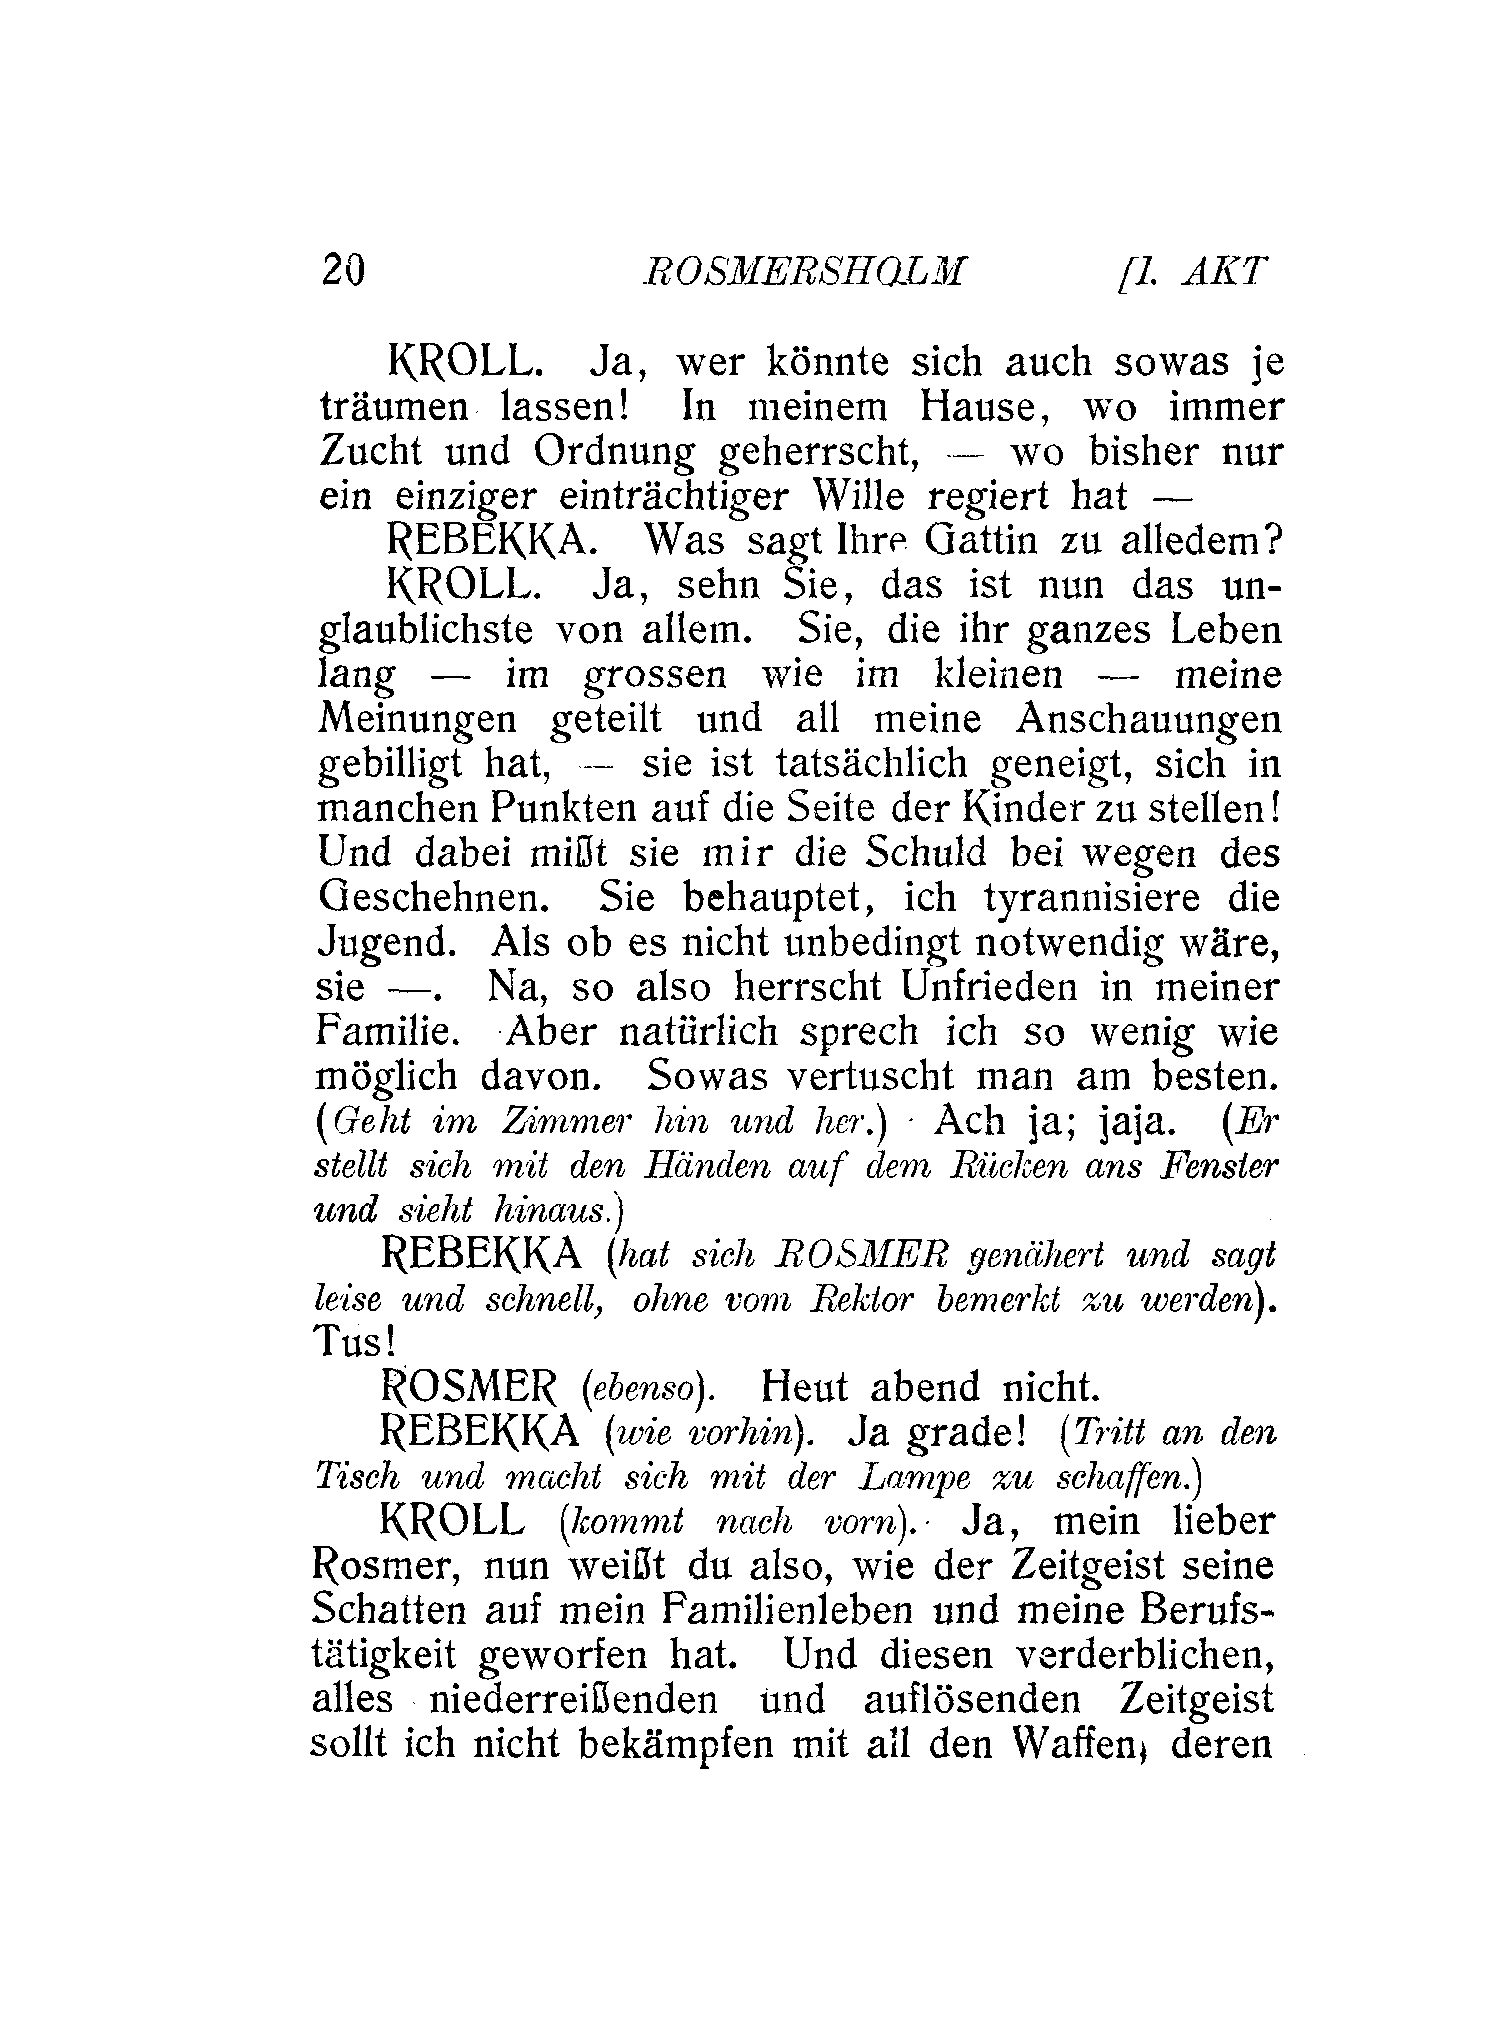 20 ROSMERSHOLM [1. AKT
KROLL. Ja, wer könnte sich auch sowas je
träumen lassen! In meinem Hause, wo immer
Zucht und Ordnung geherrscht, — wo bisher nur
ein einziger einträchtiger Wille regiert hat —
REBEKKA. Was sagt Ihre Gattin zu alledem?
KROLL. Ja, sehn Sie, das ist nun das un-
glaublichste von allem. Sie, die ihr ganzes Leben
lang — im grossen wie im kleinen — meine
Meinungen geteilt und all meine Anschauungen
gebilligt hat, — sie ist tatsächlich geneigt, sich in
manchen Punkten auf die Seite der Kinder zu stellen!
Und dabei mißt sie mir die Schuld bei wegen des
Geschehnen. Sie behauptet, ich tyrannisiere die
Jugend. Als ob es nicht unbedingt notwendig wäre,
sie —. Na, so also herrscht Unfrieden in meiner
Familie. Aber natürlich sprech ich so wenig wie
möglich davon. Sowas vertuscht man am besten.
(Geht im Zimmer hin und her.) Ach ja; jaja. (Er
stellt sich mit den Händen auf dem Rücken ans Fenster
und sieht hinaus.)
REBEKKA (hat sich ROSMER genähert und sagt
leise und schnell, ohne vom Rektor bemerkt zu werden).
Tus!
ROSMER (ebenso). Heut abend nicht.
REBEKKA (wie vorhin). Ja grade! (Tritt an den
Tisch und macht sich mit der Lampe zu schaffen.)
KROLL (kommt nach vorn). Ja, mein lieber
Rosmer, nun weißt du also, wie der Zeitgeist seine
Schatten auf mein Familienleben und meine Berufs-
tätigkeit geworfen hat. Und diesen verderblichen,
alles niederreißenden und auflösenden Zeitgeist
sollt ich nicht bekämpfen mit all den Waffen, deren